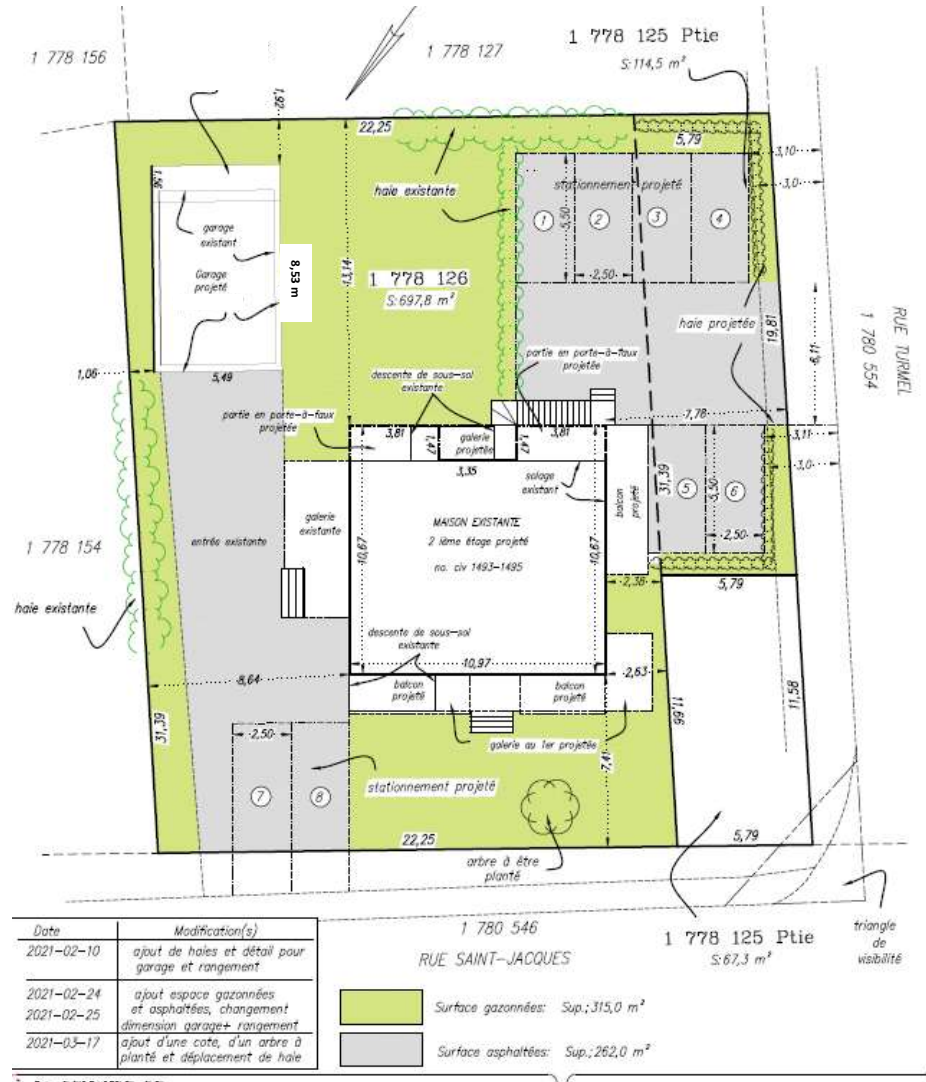 1 778 156
1 778 127
1 778 125 Ptie
S:114,5 m²
1,92
22,25
5,79
3,10
3,0
1,56
haie existante
stationnement projeté
garage
existant
Garage
projeté
8,53 m
13,14
1 778 126
S:697,8 m²
1
2
3
4
5,50
2,50
haie projetée
19,81
6,11
RUE TURMEL
1 780 554
1,06
5,49
descente de sous-sol
existante
partie en porte-à-faux
projetée
partie en porte-à-faux
projetée
7,78
3,81
1,47
galerie
projetée
1,47
3,81
3,11
3,0
3,35
solage
existant
balcon
projeté
31,39
5
5,50
6
2,50
1 778 154
entrée existante
galerie
existante
MAISON EXISTANTE
2 ième étage projeté
no. civ 1493-1495
10,67
10,67
2,38
5,79
haie existante
descente de sous-sol
existante
8,64
10,97
2,63
balcon
projeté
balcon
projeté
11,66
11,58
31,39
2,50
galerie au 1er projetée
7,41
stationnement projeté
7
8
22,25
5,79
arbre à être
planté
1 780 546
RUE SAINT-JACQUES
1 778 125 Ptie
S:67,3 m²
triangle
de
visibilité
Date Modification(s)
2021-02-10 ajout de haies et détail pour
garage et rangement
2021-02-24 ajout espace gazonnées
2021-02-25 et asphaltées, changement
dimension garage+ rangement
2021-03-17 ajout d'une cote, d'un arbre à
planté et déplacement de haie
Surface gazonnées: Sup.;315,0 m²
Surface asphaltées: Sup.;262,0 m²